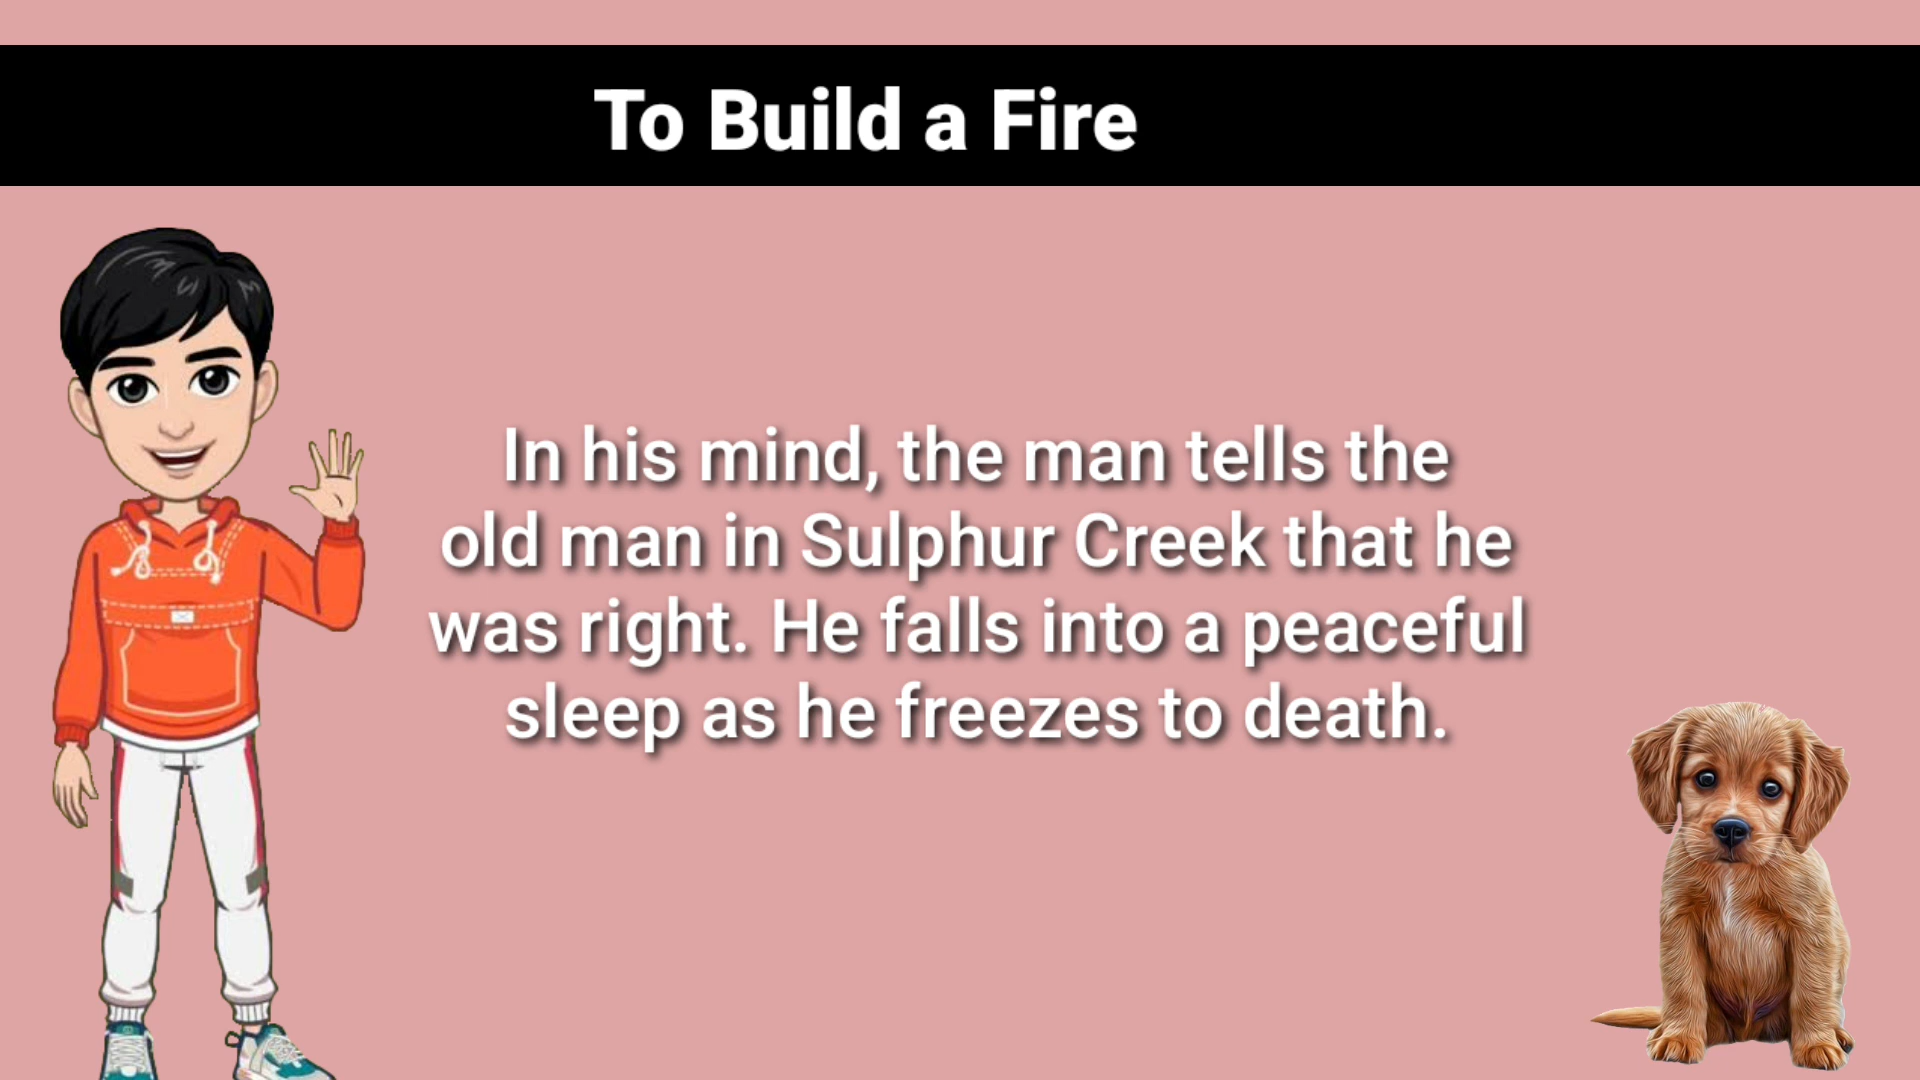 To Build a Fire
In his mind, the man tells the
old man in Sulphur Creek that he
was right. He falls into a peaceful
sleep as he freezes to death.